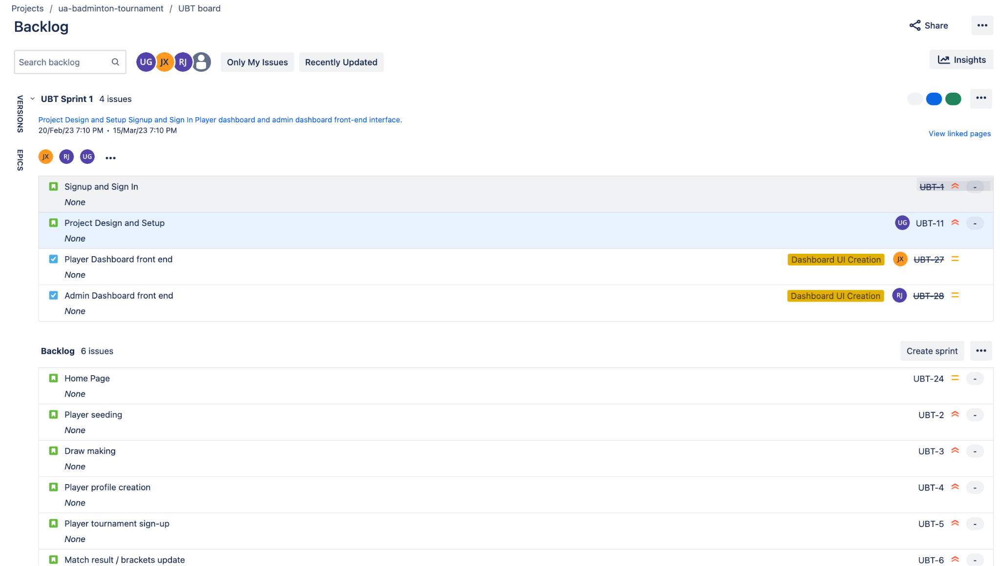 Projects / ua-badminton-tournament / UBT board
Backlog
Share
Search backlog
UG JX RJ
Only My Issues
Recently Updated
Insights
VERSIONS
UBT Sprint 1 4 issues
Project Design and Setup Signup and Sign In Player dashboard and admin dashboard front-end interface.
20/Feb/23 7:10 PM • 15/Mar/23 7:10 PM
View linked pages
EPICS
JX RJ UG
Signup and Sign In UBT-1 -
None
Project Design and Setup UG UBT-11 -
None
Player Dashboard front end Dashboard UI Creation JX UBT-27
None
Admin Dashboard front end Dashboard UI Creation RJ UBT-28
None
Backlog 6 issues
Create sprint
Home Page UBT-24 -
None
Player seeding UBT-2 -
None
Draw making UBT-3 -
None
Player profile creation UBT-4 -
None
Player tournament sign-up UBT-5 -
None
Match result / brackets update UBT-6 -